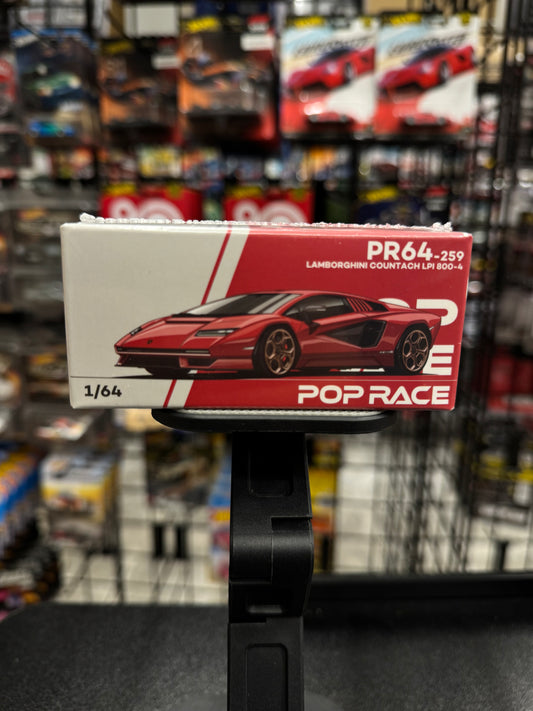 PR64-259
LAMBORGHINI COUNTACH LPI 800-4
1/64
POP RACE